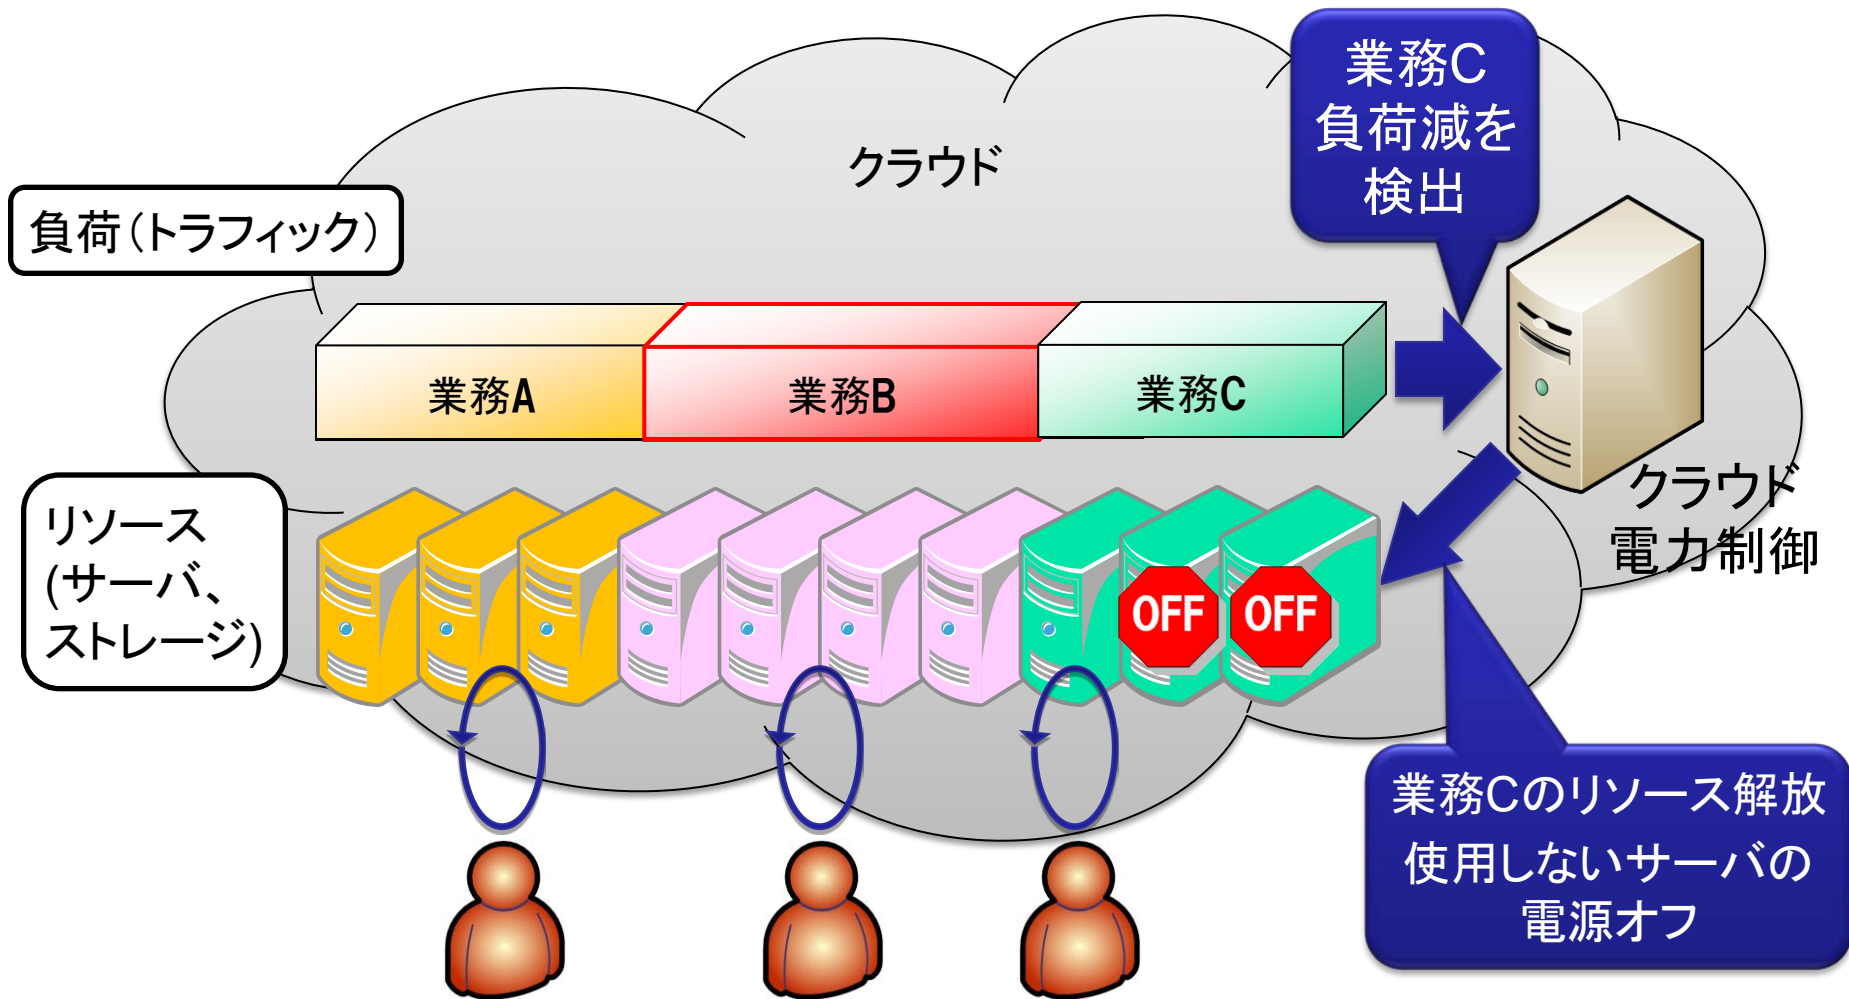 業務C
負荷減を
検出
クラウド
負荷(トラフィック)
業務A
業務B
業務C
クラウド
電力制御
リソース
(サーバ、
ストレージ)
OFF
OFF
業務Cのリソース解放
使用しないサーバの
電源オフ